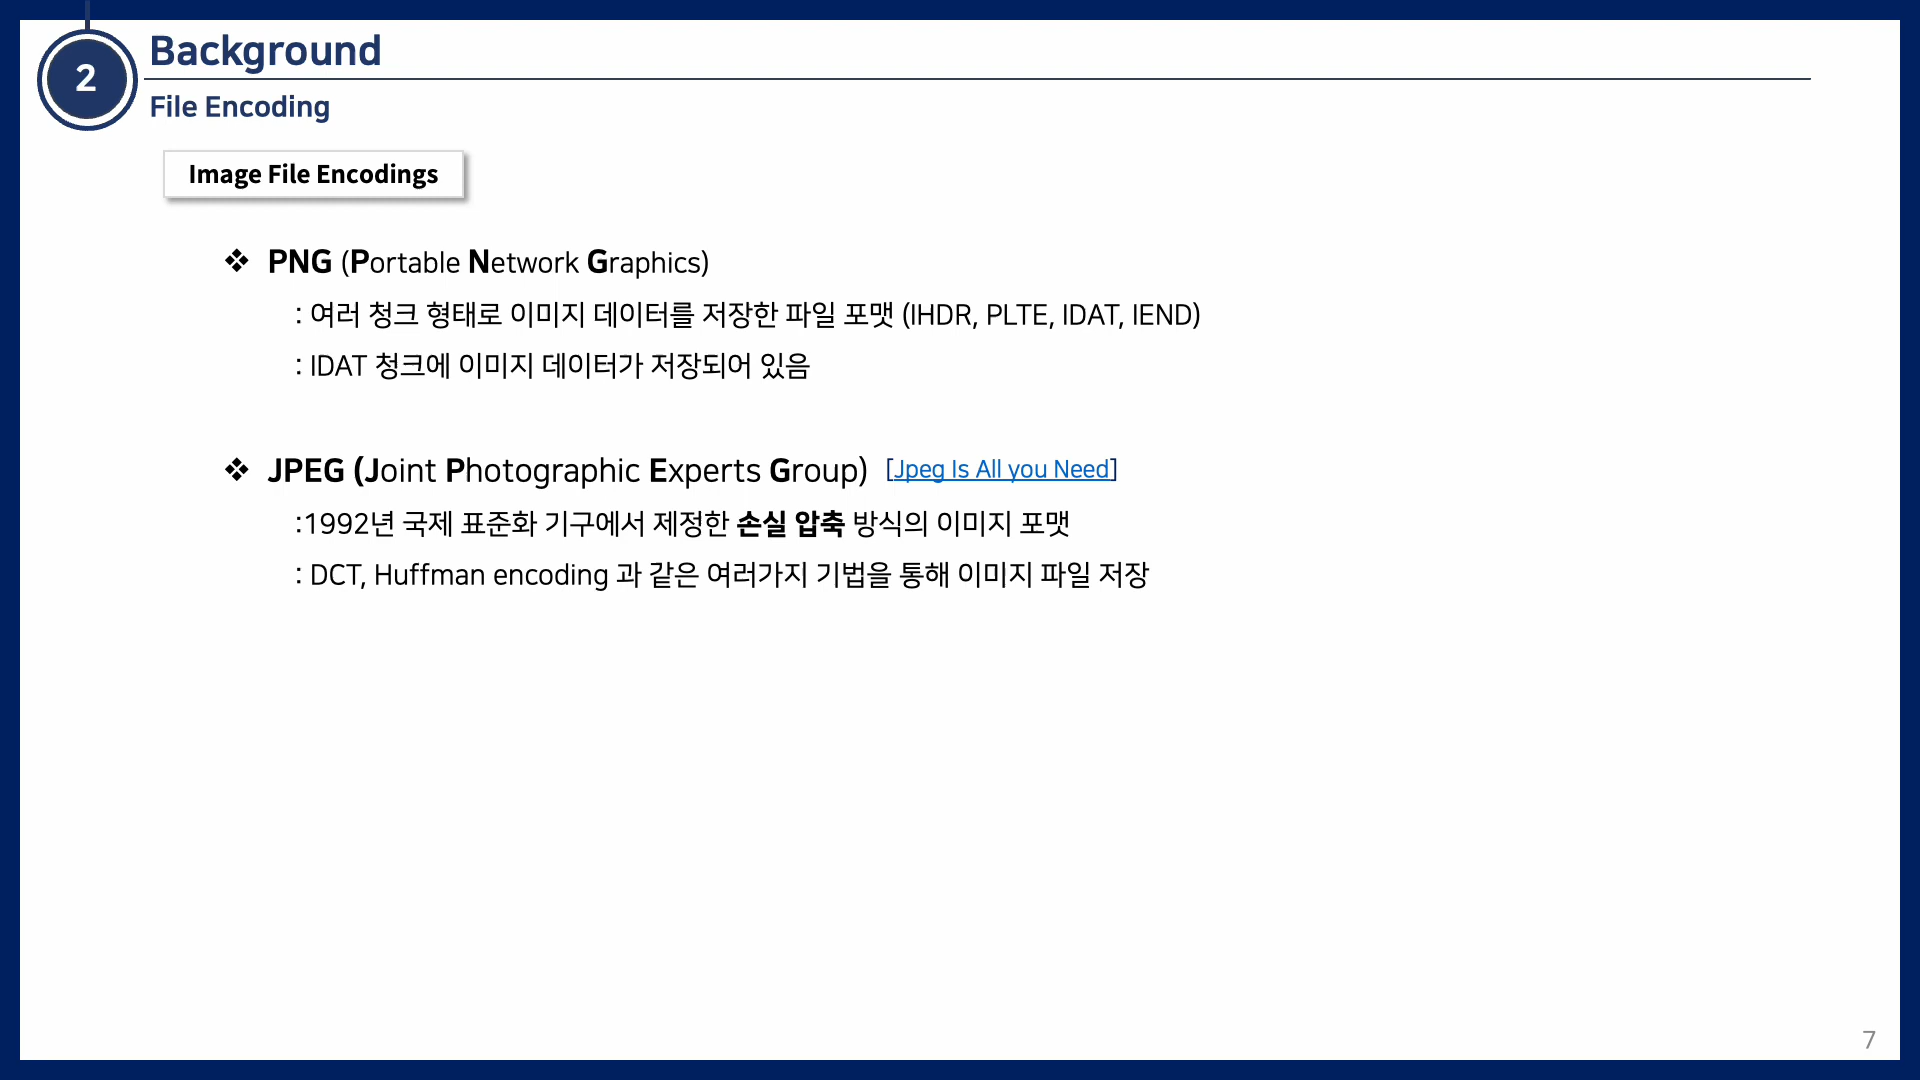 2
Background
File Encoding
Image File Encodings
❖ PNG (Portable Network Graphics)
: 여러 청크 형태로 이미지 데이터를 저장한 파일 포맷 (IHDR, PLTE, IDAT, IEND)
: IDAT 청크에 이미지 데이터가 저장되어 있음
❖ JPEG (Joint Photographic Experts Group) [Jpeg Is All you Need]
:1992년 국제 표준화 기구에서 제정한 손실 압축 방식의 이미지 포맷
: DCT, Huffman encoding 과 같은 여러가지 기법을 통해 이미지 파일 저장
7